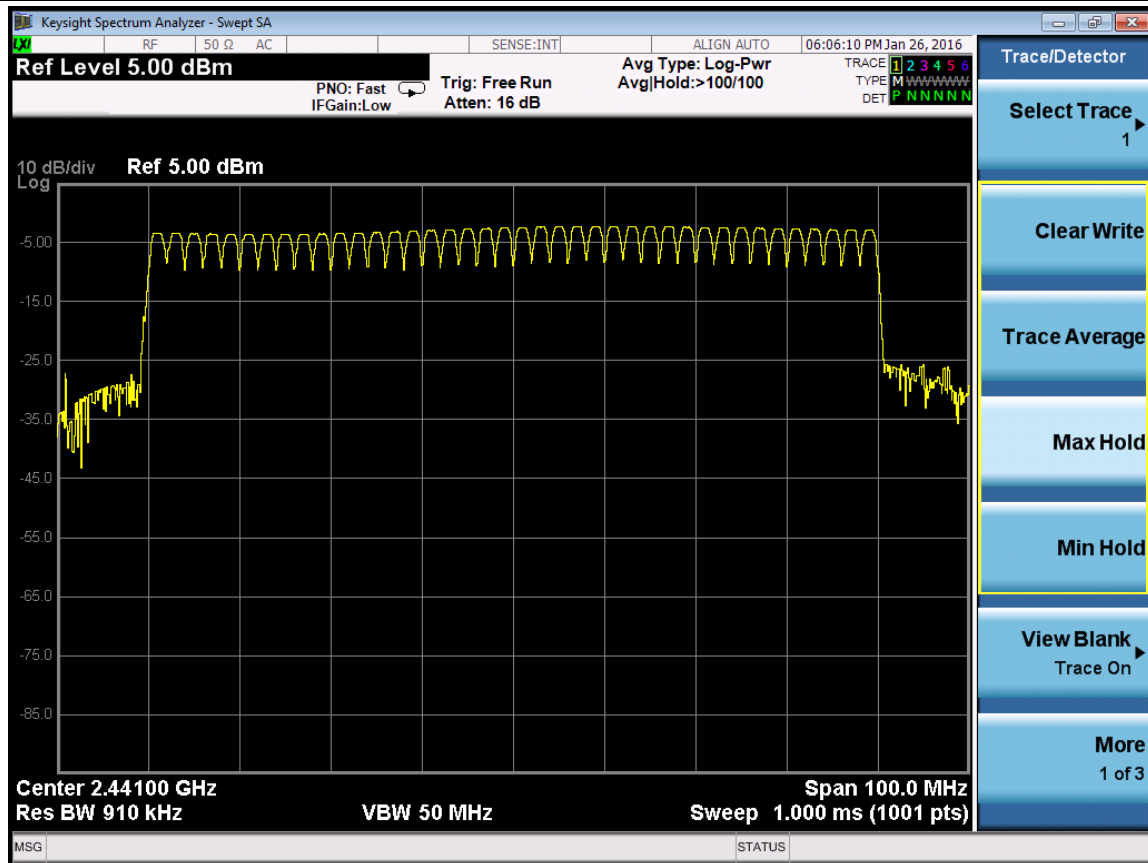 Keysight Spectrum Analyzer - Swept SA
LXI RF 50 Ω AC SENSE:INT ALIGN AUTO 06:06:10 PM Jan 26, 2016
Ref Level 5.00 dBm
PNO: Fast
IFGain:Low
Trig: Free Run
Atten: 16 dB
Avg Type: Log-Pwr
Avg|Hold:>100/100
TRACE 1 2 3 4 5 6
TYPE M WWWWW
DET P N N N N N
10 dB/div Ref 5.00 dBm
Log
-5.00
-15.0
-25.0
-35.0
-45.0
-55.0
-65.0
-75.0
-85.0
Center 2.44100 GHz Span 100.0 MHz
Res BW 910 kHz VBW 50 MHz Sweep 1.000 ms (1001 pts)
MSG STATUS
Trace/Detector
Select Trace
1
Clear Write
Trace Average
Max Hold
Min Hold
View Blank
Trace On
More
1 of 3